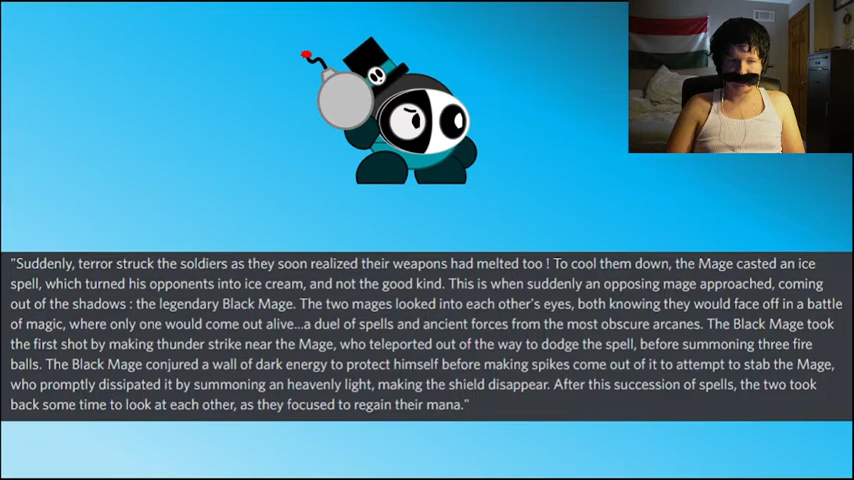 "Suddenly, terror struck the soldiers as they soon realized their weapons had melted too ! To cool them down, the Mage casted an ice
spell, which turned his opponents into ice cream, and not the good kind. This is when suddenly an opposing mage approached, coming
out of the shadows : the legendary Black Mage. The two mages looked into each other's eyes, both knowing they would face off in a battle
of magic, where only one would come out alive...a duel of spells and ancient forces from the most obscure arcanes. The Black Mage took
the first shot by making thunder strike near the Mage, who teleported out of the way to dodge the spell, before summoning three fire
balls. The Black Mage conjured a wall of dark energy to protect himself before making spikes come out of it to attempt to stab the Mage,
who promptly dissipated it by summoning an heavenly light, making the shield disappear. After this succession of spells, the two took
back some time to look at each other, as they focused to regain their mana."